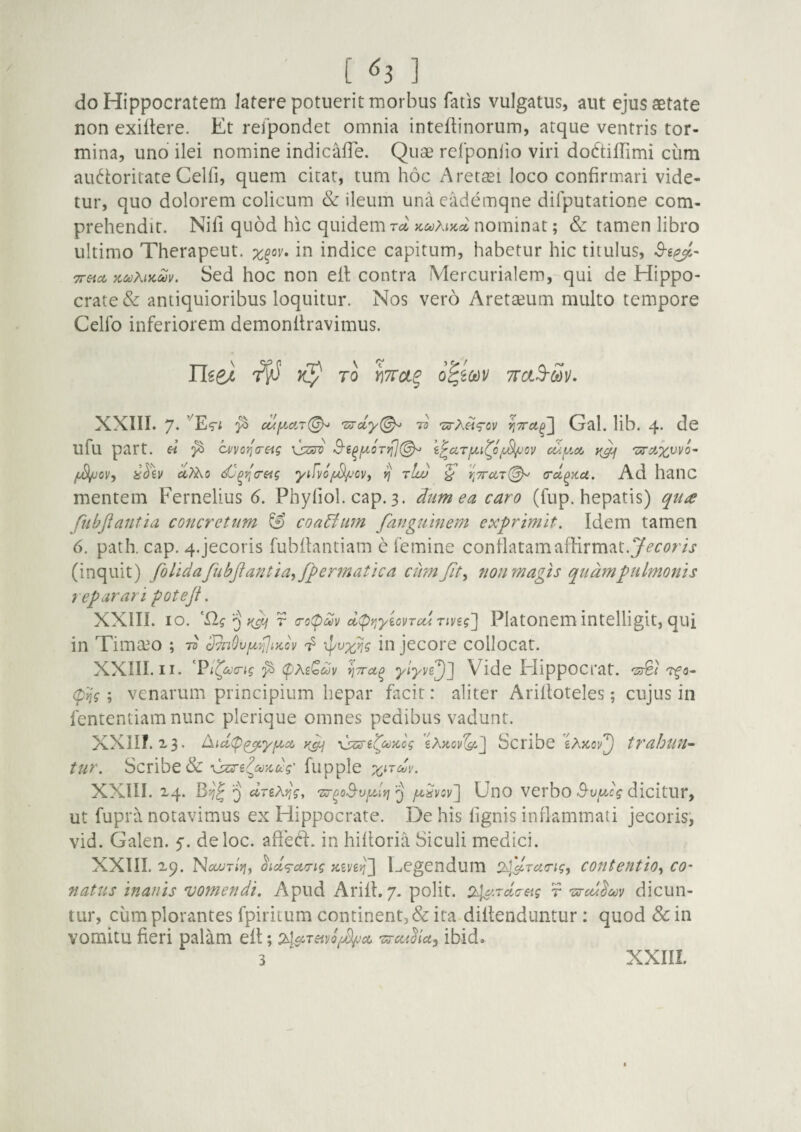 [ 63 ]
do Hippocratem latere potuerit morbus fatis vulgatus, aut ejus ætate
non existere. Et respondet omnia intestinorum, atque ventris tor-
mina, uno ilei nomine indicâsse. Quæ responsio viri doctissimi cùm
auctoritate Celsi, quem citat, tum hôc Aretæi loco confirmari vide-
tur, quo dolorem colicum & ileum unà eâdémqne disputatione com-
prehendit. Nisi quòd hîc quidem τὰ κωλικὰ nominat; & tamen libro
ultimo Therapeut. χρον. in indice capitum, habetur hic titulus, θερα-
πεία κωλικῶν. Sed hoc non est contra Mercurialem, qui de Hippo-
crate & antiquioribus loquitur. Nos verò Aretæum multo tempore
Celso inferiorem demonstravimus.
Περὶ τῶν κατὰ τὸ ἧπαρ ὀξέων παθῶν.
XXIII. 7. Ἔστι γὰρ αἵματος πάγος τὸ πλεῖστον ἧπαρ] Gal. lib. 4. de
usu part. εἰ γὰρ ἐννοήσεις ὑπὸ θερμότητος ἐξατμιζόμενον αἷμα καὶ παχυνό-
μενον, οὐδὲν ἄλλο εὑρήσεις γινόμενον, ἢ τὴν τοῦ ἥπατος σάρκα. Ad hanc
mentem Fernelius 6. Physiol. cap. 3. dum ea caro (sup. hepatis) quæ
substantia concretum & coactum sanguinem exprimit. Idem tamen
6. path. cap. 4. jecoris substantiam è semine conflatam affirmat. Jecoris
(inquit) solida substantia, spermatica cùm sit, non magìs quàm pulmonis
reparari potest.
XXIII. 10. Ὡς δὲ καὶ τῶν σοφῶν ἀφηγέονταί τινες] Platonem intelligit, qui
in Timæo; τὸ ἐπιθυμητικὸν τῆς ψυχῆς in jecore collocat.
XXIII. 11. Ῥίζωσις γὰρ φλεβῶν ἧπαρ γίγνεται] Vide Hippocrat. περὶ τρο-
φῆς; venarum principium hepar facit: aliter Aristoteles; cujus in
sententiam nunc plerique omnes pedibus vadunt.
XXIII. 23. Διάφραγμα καὶ ὑπεζωκὸς ἕλκονται] Scribe ἕλκονται trahun-
tur. Scribe & ὑπεζωκὼς supple χιτών.
XXIII. 24. Βὴξ δὲ ἀτελής, προθυμίη δὲ μοῦνον] Uno verbo θυμὸς dicitur,
ut suprà notavimus ex Hippocrate. De his signis inflammati jecoris,
vid. Galen. 5. de loc. affect. in historiâ Siculi medici.
XXIII. 29. Ναυτίη, διάστασις κενεή] Legendum διάτασις, contentio, co-
natus inanis vomendi. Apud Arist. 7. polit. διατάσεις τῶν παίδων dicun-
tur, cùm plorantes spiritum continent, & ita distenduntur: quod & in
vomitu fieri palàm est; διατεινόμενα παιδία, ibid.
3 XXIII.